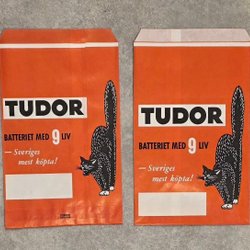 TUDOR
BATTERIET MED 9 LIV
— Sveriges
mest köpta!
TUDOR
BATTERIET MED 9 LIV
— Sveriges
mest köpta!